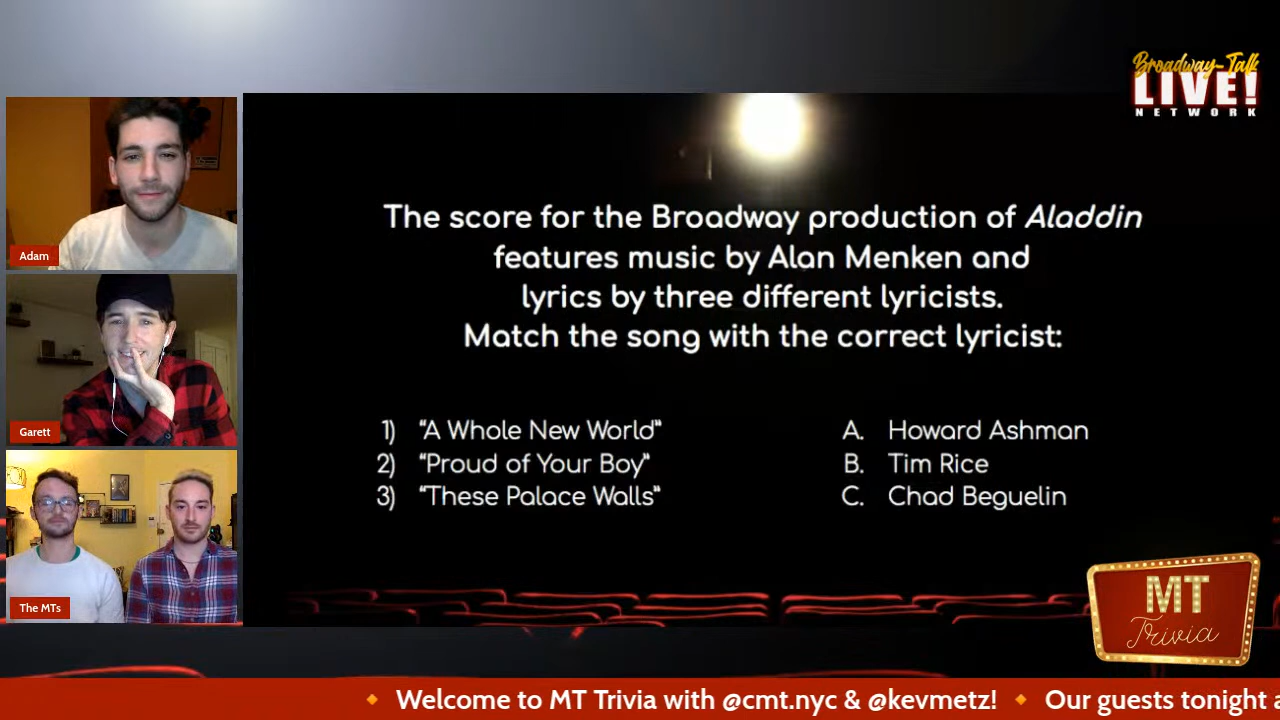 Broadway-Talk
LIVE!
NETWORK
Adam
Garett
The MTs
The score for the Broadway production of Aladdin
features music by Alan Menken and
lyrics by three different lyricists.
Match the song with the correct lyricist:
1) “A Whole New World” A. Howard Ashman
2) “Proud of Your Boy” B. Tim Rice
3) “These Palace Walls” C. Chad Beguelin
MT
Trivia
Welcome to MT Trivia with @cmt.nyc & @kevmetz! Our guests tonight a